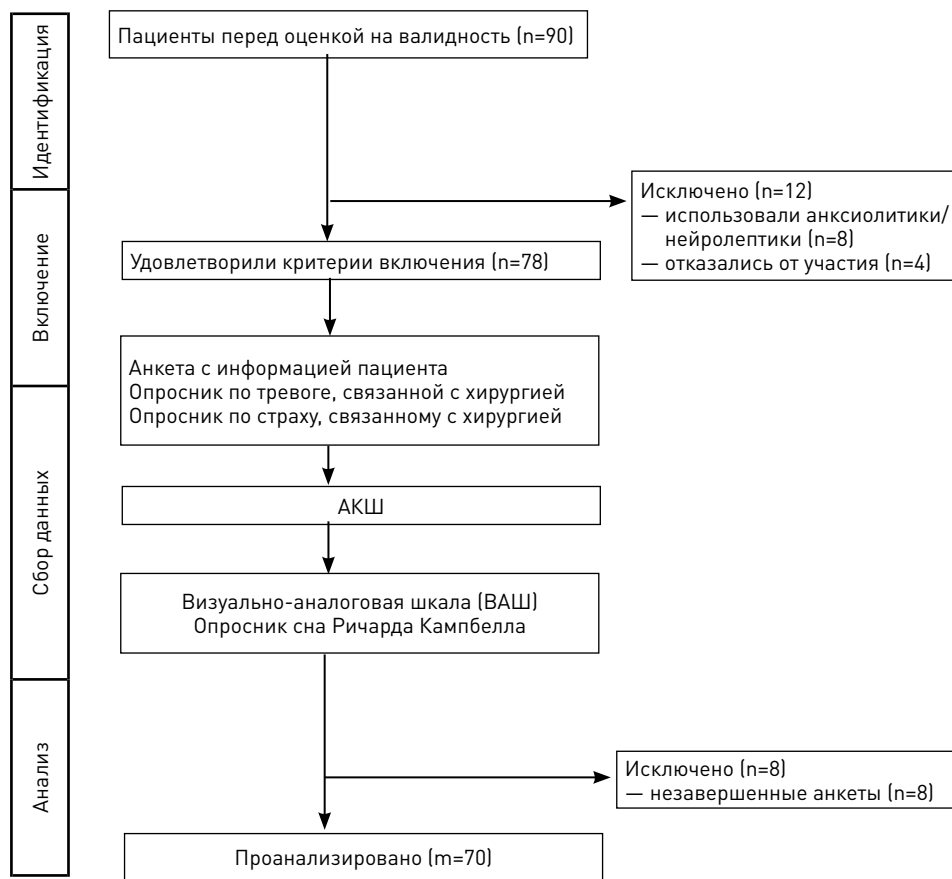 Идентификация
Пациенты перед оценкой на валидность (n=90)
Исключено (n=12)
— использовали анксиолитики/
нейролептики (n=8)
— отказались от участия (n=4)
Включение
Удовлетворили критерии включения (n=78)
Анкета с информацией пациента
Опросник по тревоге, связанной с хирургией
Опросник по страху, связанному с хирургией
Сбор данных
АКШ
Визуально-аналоговая шкала (ВАШ)
Опросник сна Ричарда Кампбелла
Анализ
Исключено (n=8)
— незавершенные анкеты (n=8)
Проанализировано (m=70)